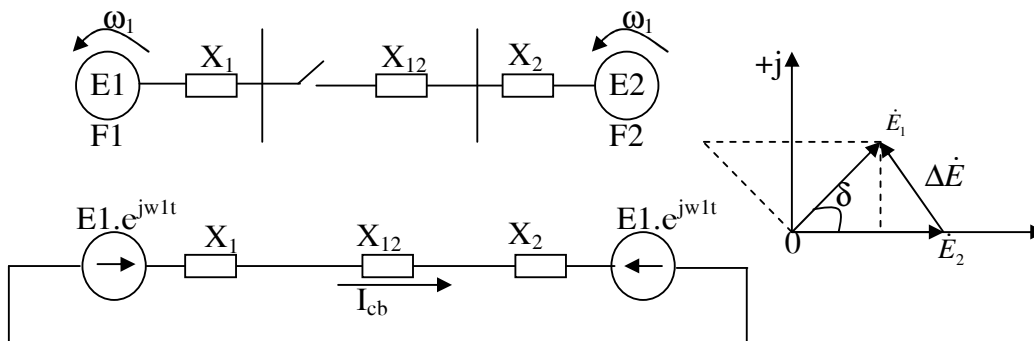 ω₁ ω₁
X₁ X₁₂ X₂
E1 E2
F1 F2
+j
Ė₁
ΔĖ
δ
0
Ė₂
E1.e^jw1t E1.e^jw1t
X₁ X₁₂ X₂
I_cb